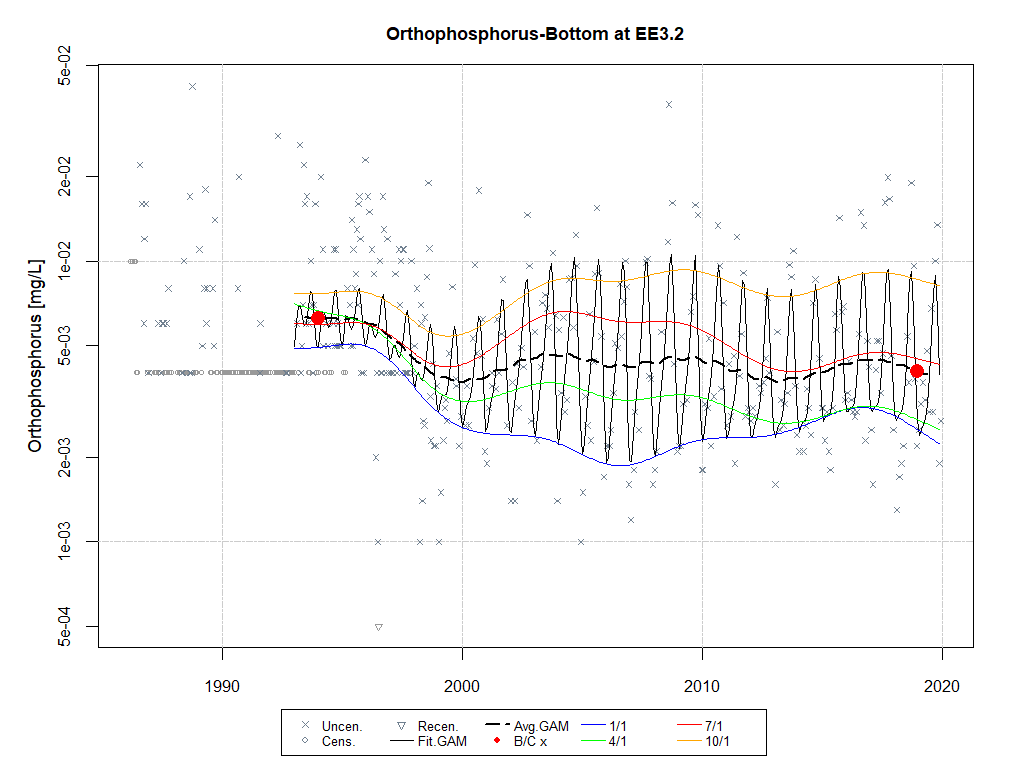 Orthophosphorus-Bottom at EE3.2
Orthophosphorus [mg/L]
5e-02
2e-02
1e-02
5e-03
2e-03
1e-03
5e-04
1990 2000 2010 2020
Uncen. Recen. Avg.GAM 1/1 7/1
Cens. Fit.GAM B/C x 4/1 10/1